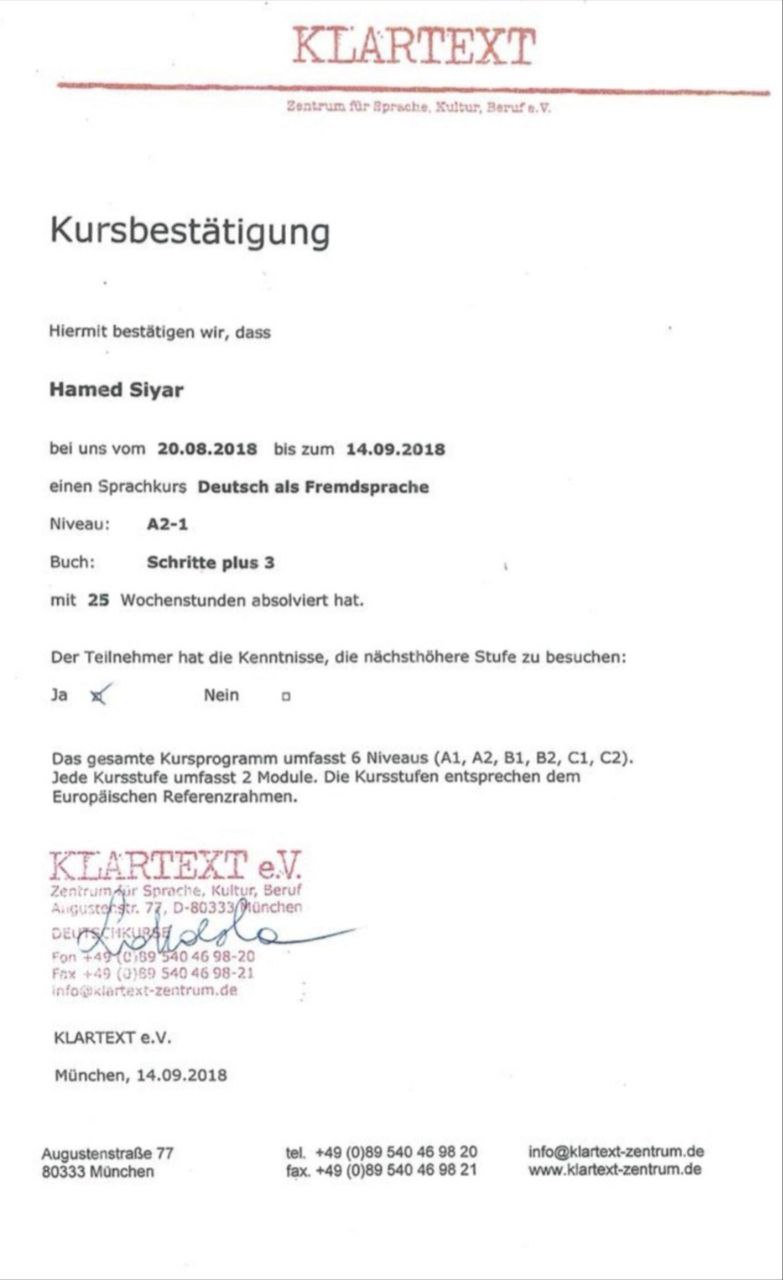 KLARTEXT
Zentrum für Sprache, Kultur, Beruf e.V.
Kursbestätigung
Hiermit bestätigen wir, dass
Hamed Siyar
bei uns vom 20.08.2018 bis zum 14.09.2018
einen Sprachkurs Deutsch als Fremdsprache
Niveau: A2-1
Buch: Schritte plus 3
mit 25 Wochenstunden absolviert hat.
Der Teilnehmer hat die Kenntnisse, die nächsthöhere Stufe zu besuchen:
Ja Nein
Das gesamte Kursprogramm umfasst 6 Niveaus (A1, A2, B1, B2, C1, C2).
Jede Kursstufe umfasst 2 Module. Die Kursstufen entsprechen dem
Europäischen Referenzrahmen.
KLARTEXT e.V.
Zentrum für Sprache, Kultur, Beruf
Augustenstr. 77, D-80333 München
DEUTSCHKURSE
Fon +49 (0)89 540 46 98-20
Fax +49 (0)89 540 46 98-21
info@klartext-zentrum.de
KLARTEXT e.V.
München, 14.09.2018
Augustenstraße 77 tel. +49 (0)89 540 46 98 20 info@klartext-zentrum.de
80333 München fax. +49 (0)89 540 46 98 21 www.klartext-zentrum.de